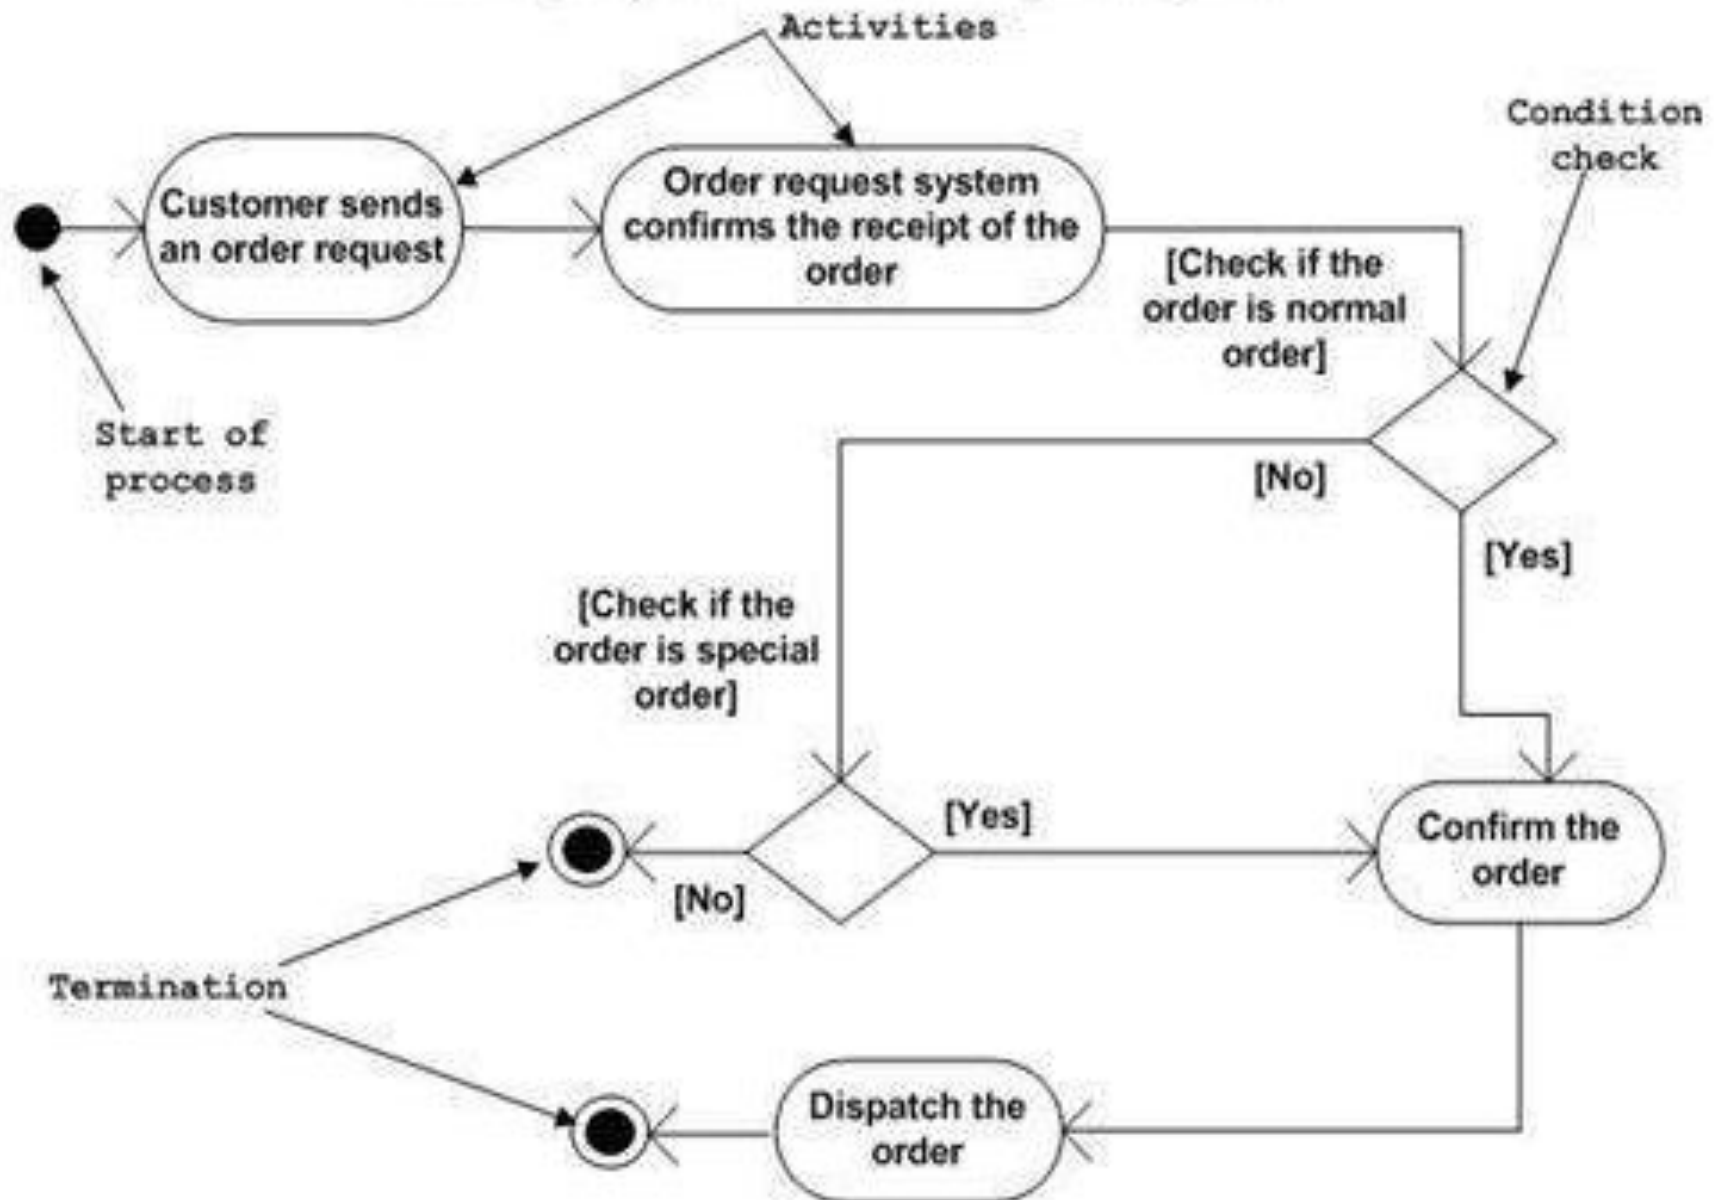 Activities
Condition
check
Customer sends
an order request
Order request system
confirms the receipt of the
order
[Check if the
order is normal
order]
Start of
process
[No]
[Yes]
[Check if the
order is special
order]
[Yes]
[No]
Confirm the
order
Termination
Dispatch the
order